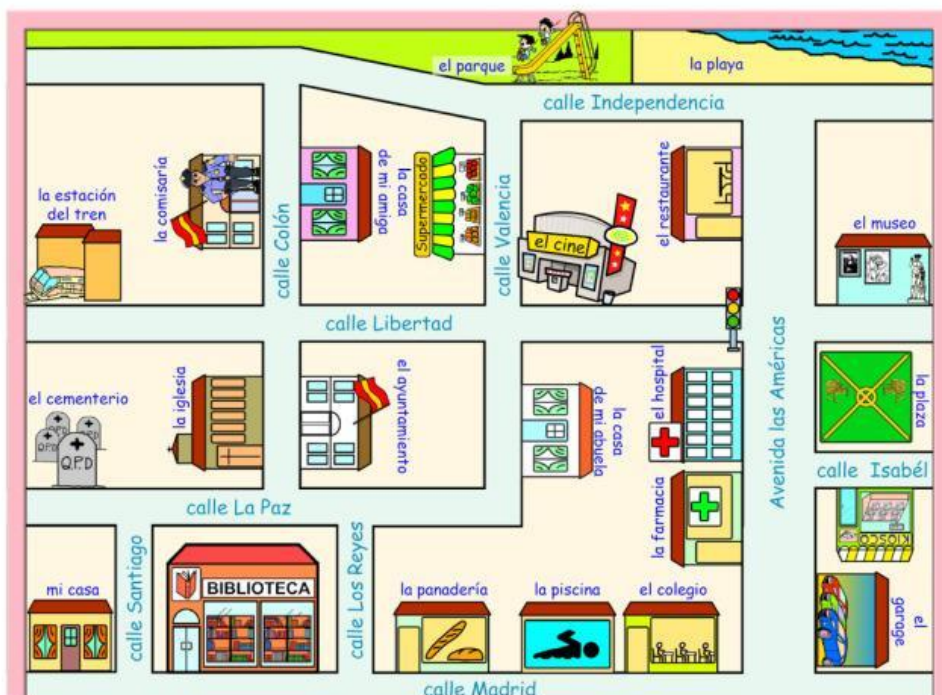 el parque
la playa
calle Independencia
la estación
del tren
la comisaría
calle Colón
la casa
de mi amiga
Supermercado
calle Valencia
el cine
el restaurante
el museo
calle Libertad
Avenida las Américas
el cementerio
Q.P.D
la iglesia
el ayuntamiento
la casa
de mi abuela
el hospital
la plaza
calle Isabél
calle La Paz
la farmacia
KIOSCO
mi casa
calle Santiago
BIBLIOTECA
calle Los Reyes
la panadería
la piscina
el colegio
el
garage
calle Madrid